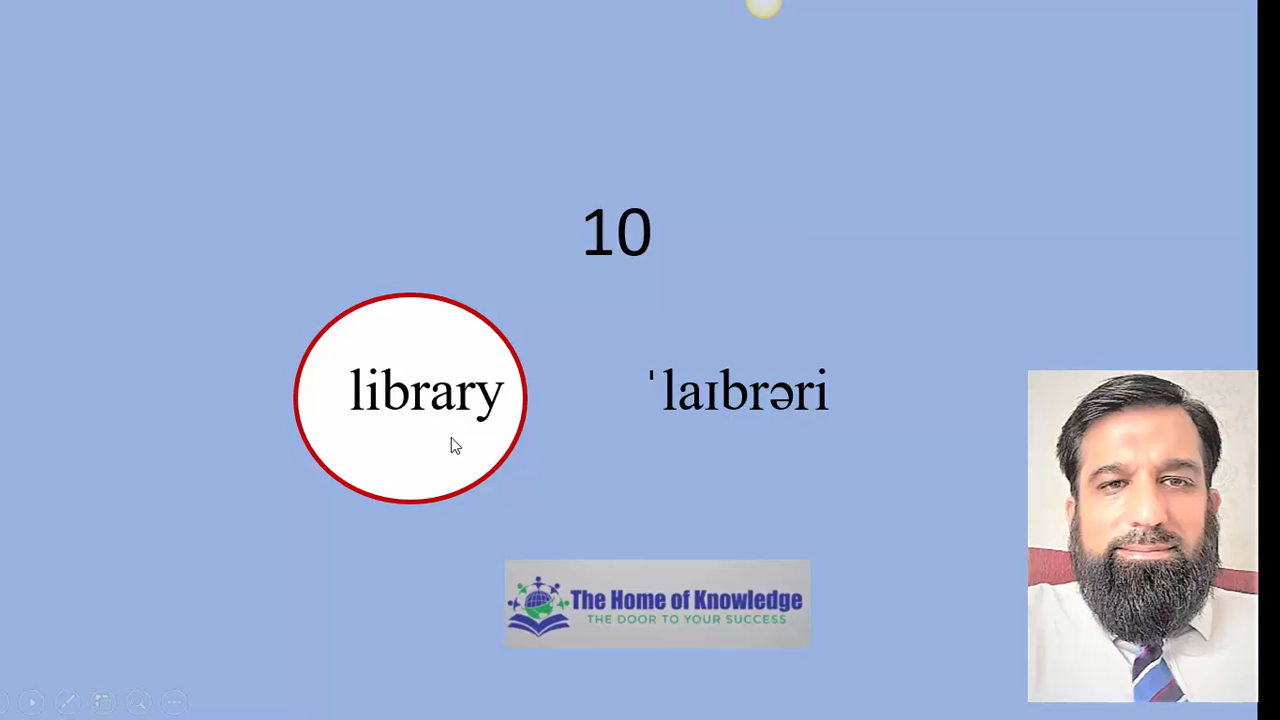 10
library
ˈlaɪbrəri
The Home of Knowledge
THE DOOR TO YOUR SUCCESS